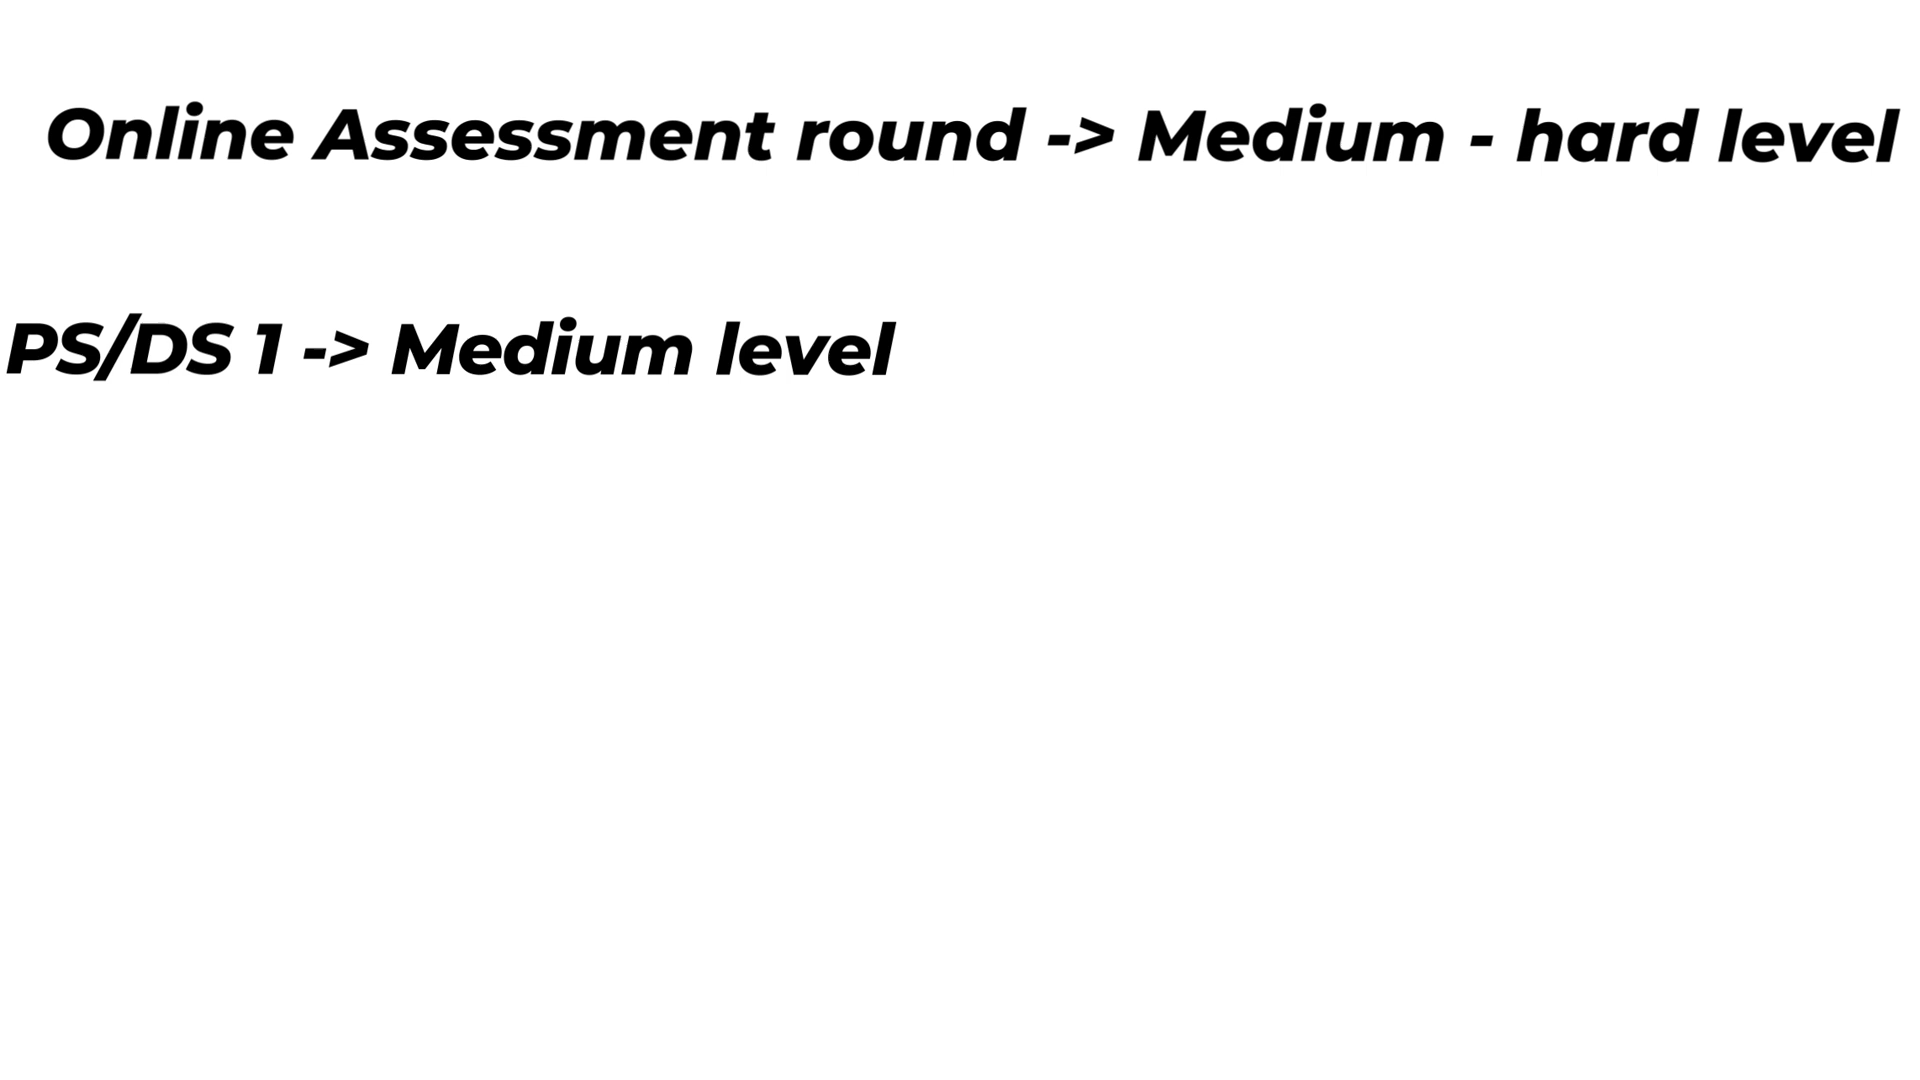 Online Assessment round -> Medium - hard level
PS/DS 1 -> Medium level